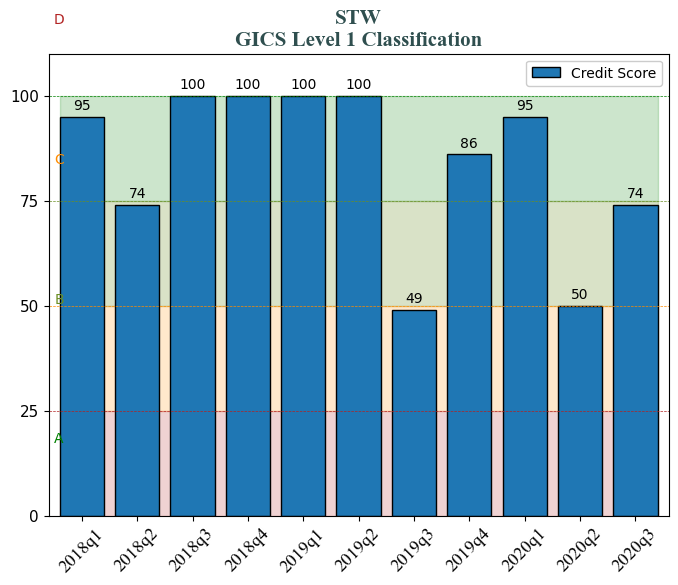 D
STW
GICS Level 1 Classification
Credit Score
100
75
50
25
0
C
B
A
95
74
100
100
100
100
49
86
95
50
74
2018q1
2018q2
2018q3
2018q4
2019q1
2019q2
2019q3
2019q4
2020q1
2020q2
2020q3